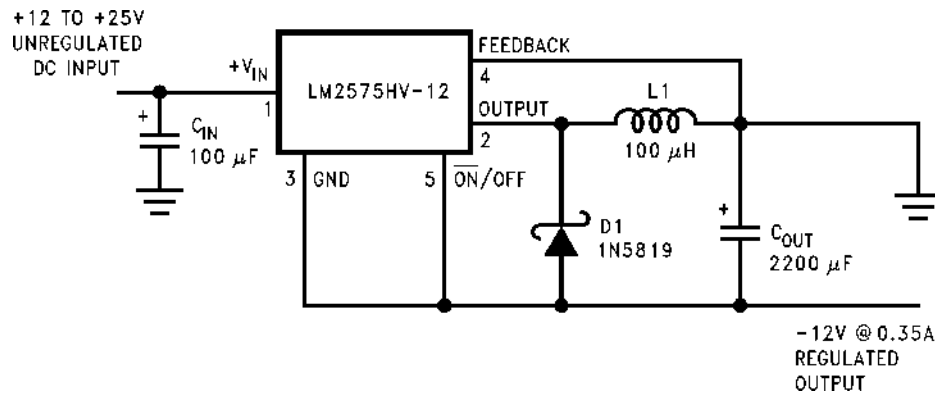 +12 TO +25V
UNREGULATED
DC INPUT
+VIN
1
LM2575HV-12
FEEDBACK
4
OUTPUT
2
L1
100 μH
+
CIN
100 μF
3
GND
5
ON/OFF
D1
1N5819
+
COUT
2200 μF
-12V @ 0.35A
REGULATED
OUTPUT